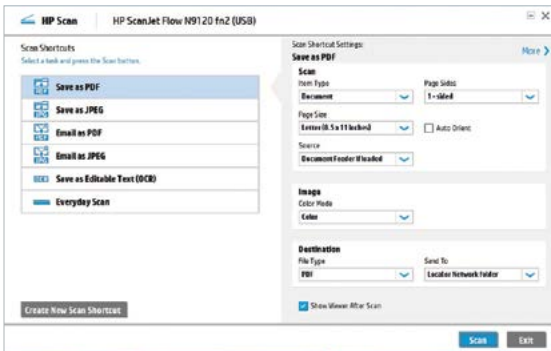 HP Scan
HP ScanJet Flow N9120 fn2 (USB)
Scan Shortcuts
Select a task and press the Scan button.
Save as PDF
Save as JPEG
Email as PDF
Email as JPEG
Save as Editable Text (OCR)
Everyday Scan
Create New Scan Shortcut
Scan Shortcut Settings:
Save as PDF
More
Scan
Item Type
Page Sides
Document
1-sided
Page Size
Letter (8.5 x 11 inches)
Auto Orient
Source
Document Feeder if loaded
Image
Color Mode
Color
Destination
File Type
Send To
PDF
Local or Network folder
Show Viewer After Scan
Scan
Exit